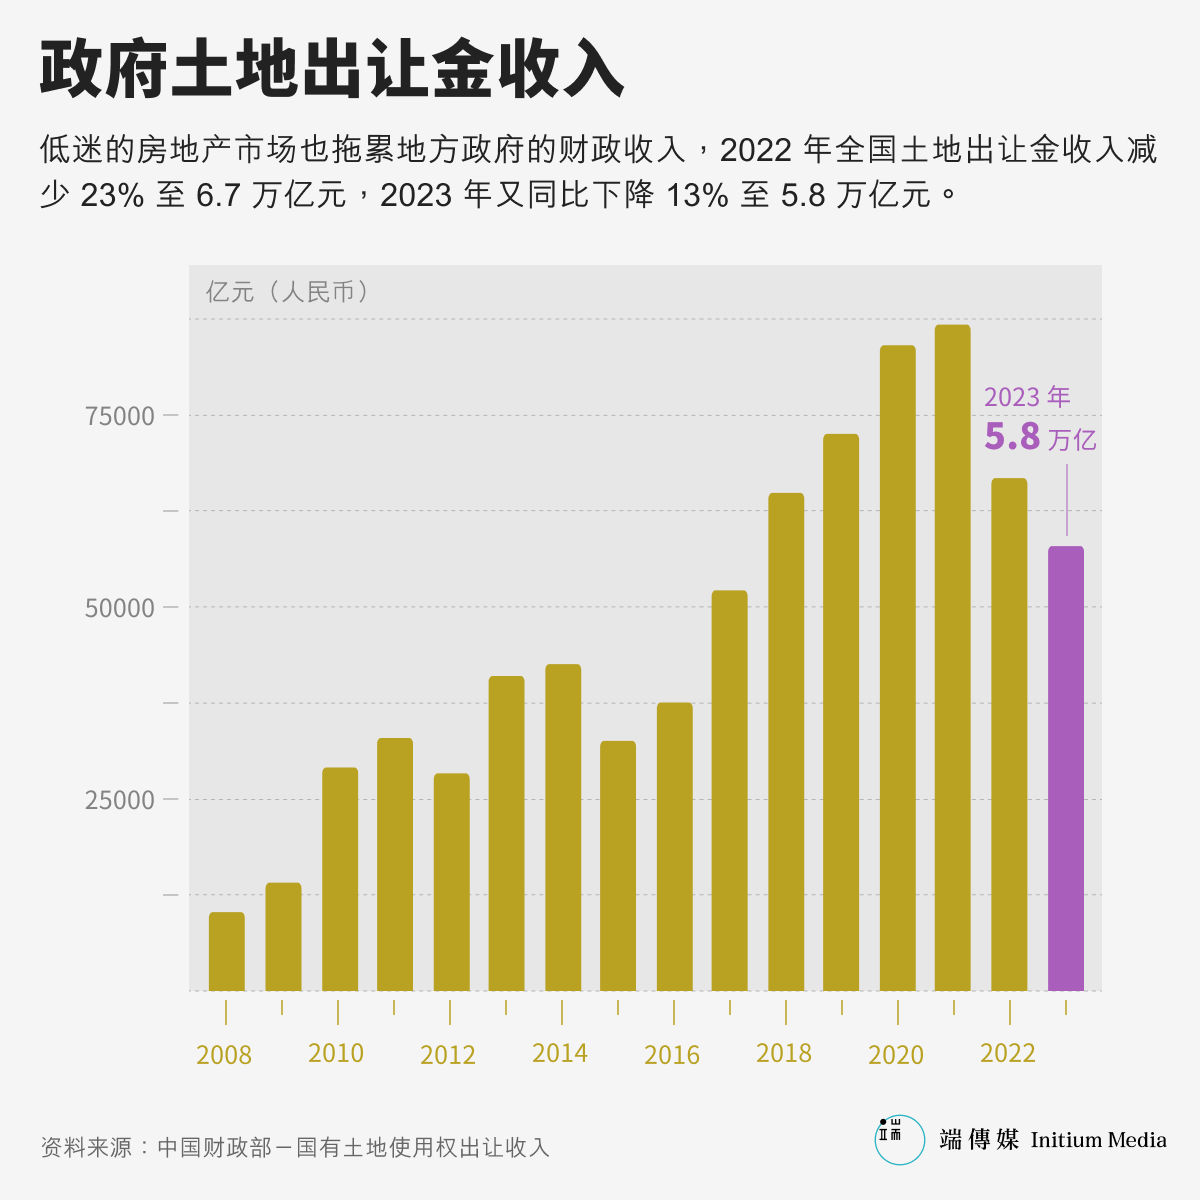 政府土地出让金收入
低迷的房地产市场也拖累地方政府的财政收入，2022 年全国土地出让金收入减
少 23% 至 6.7 万亿元，2023 年又同比下降 13% 至 5.8 万亿元。
亿元（人民币）
2023 年
75000
5.8 万亿
50000
25000
2008 2010 2012 2014 2016 2018 2020 2022
资料来源：中国财政部－国有土地使用权出让收入
端傳媒 Initium Media